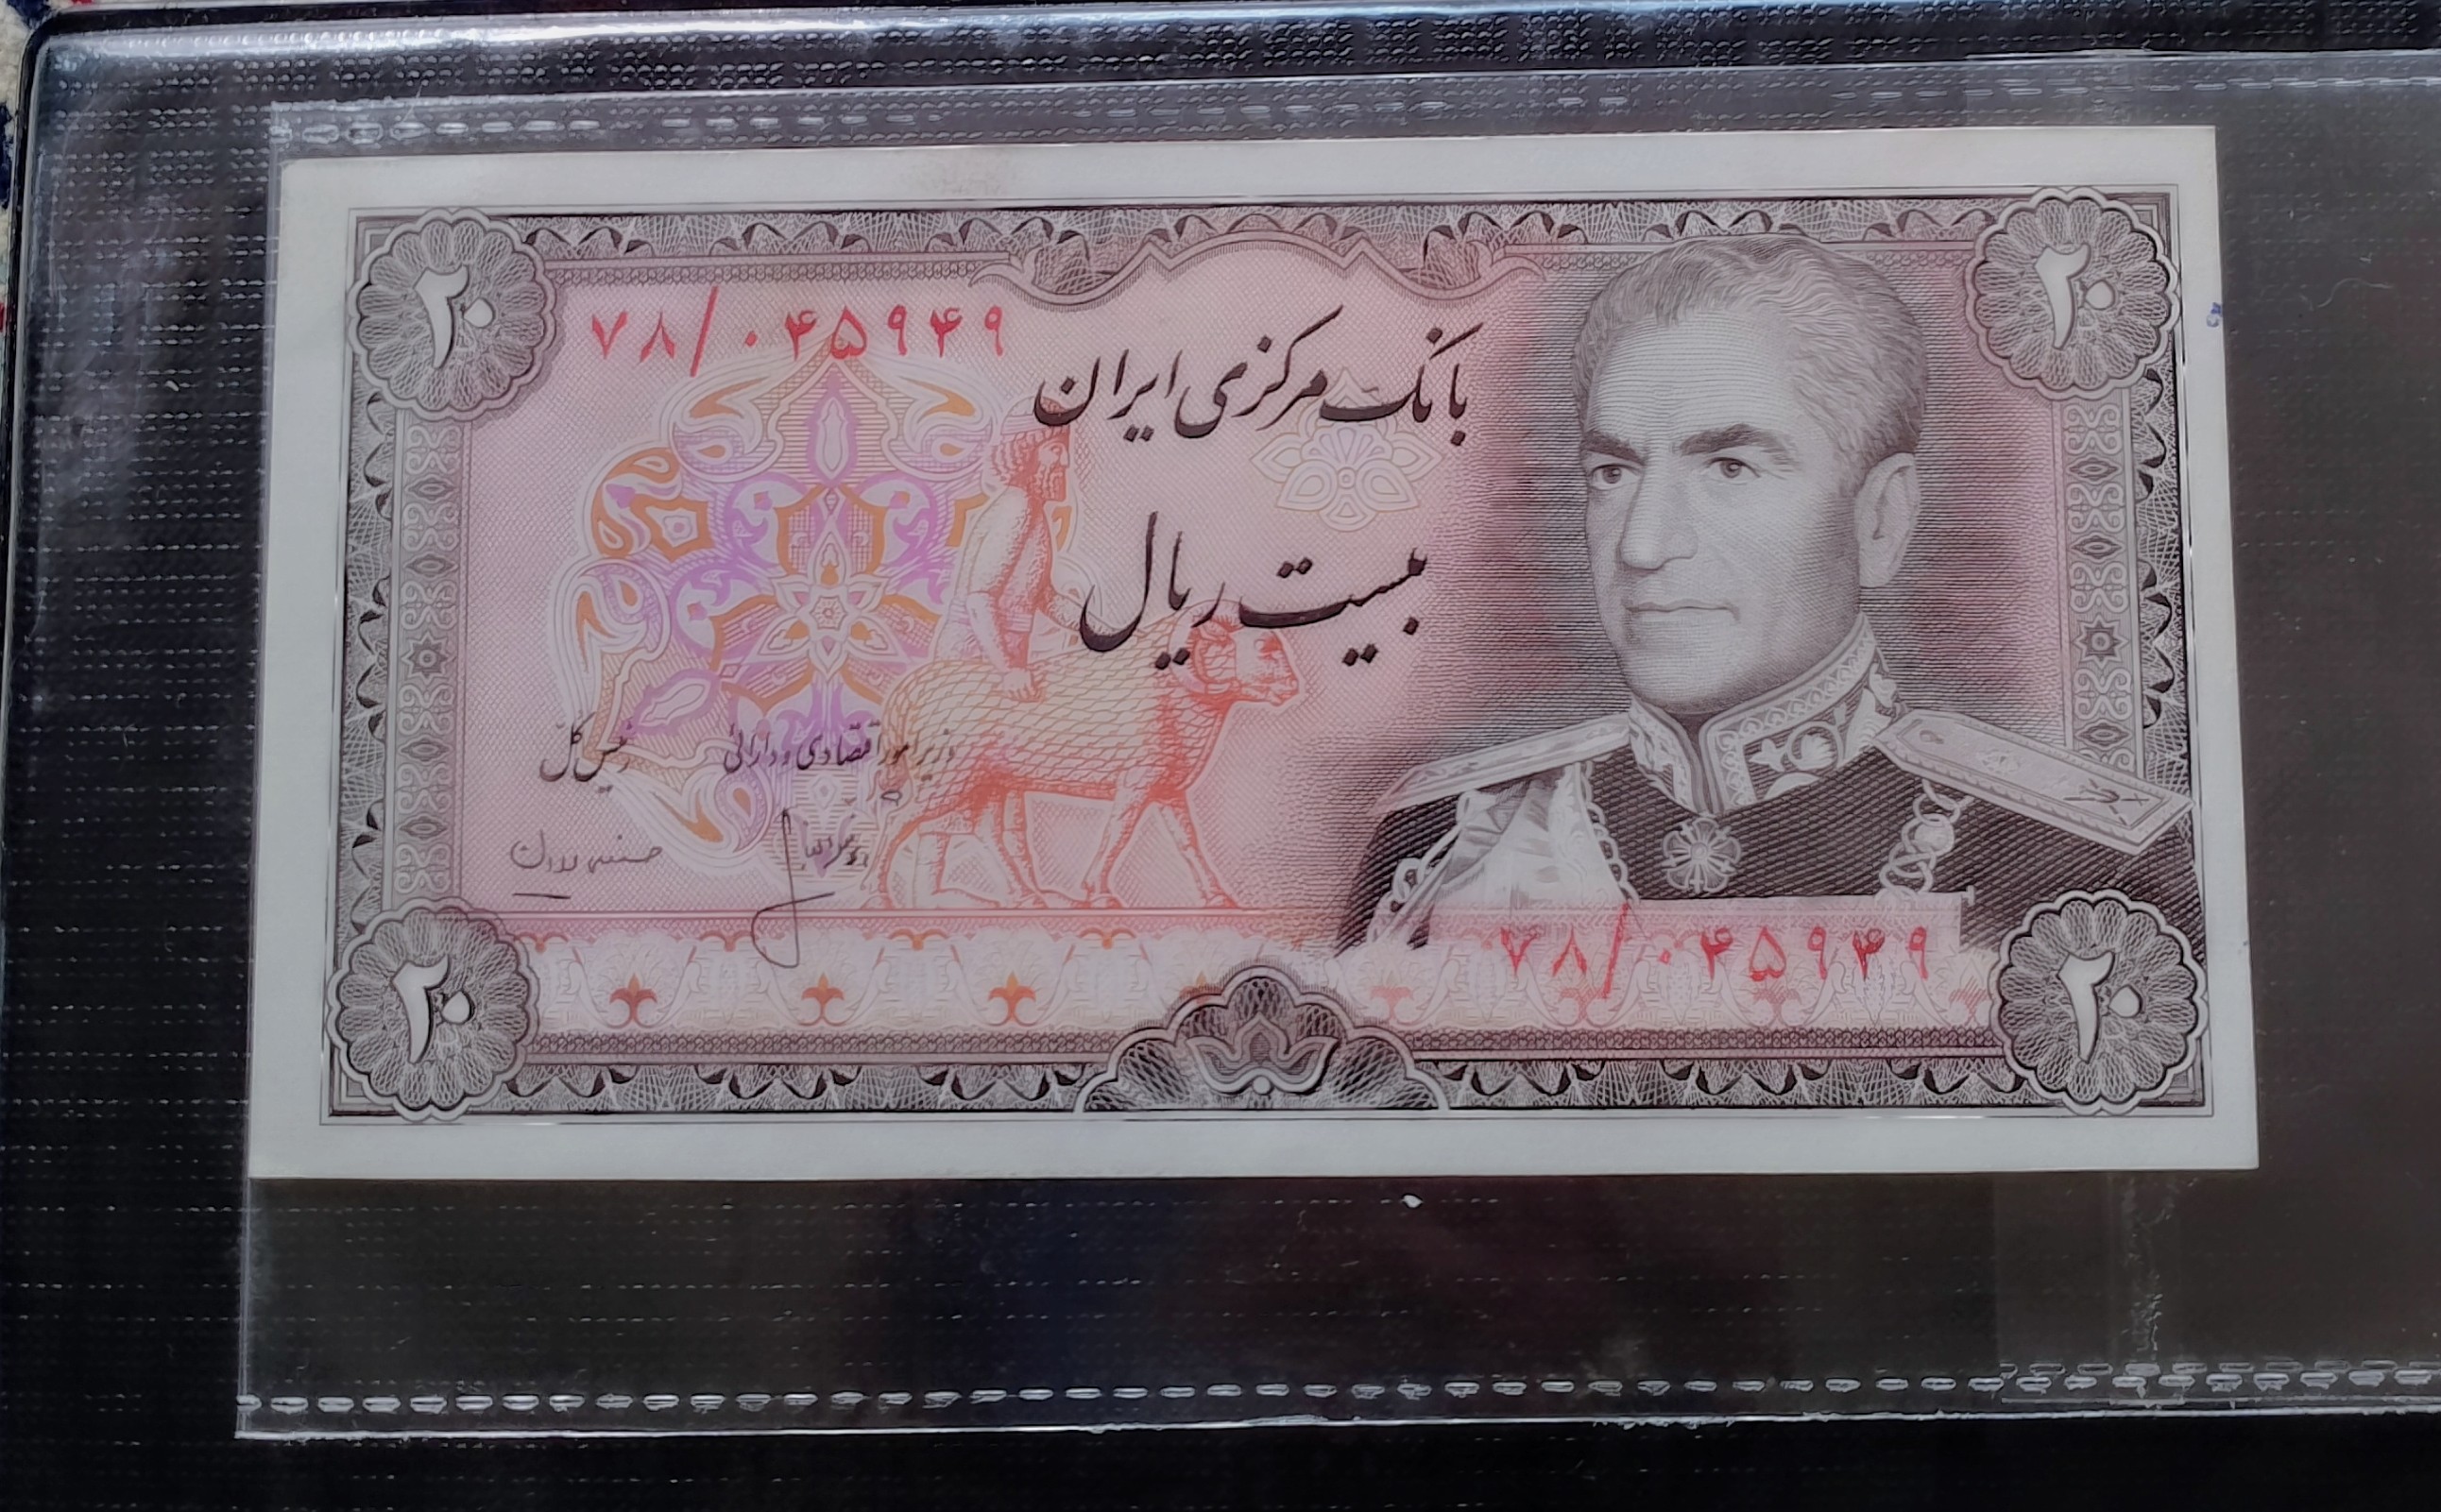 ۲۰
۲۰
۷۸/۰۴۵۹۴۹
بانک مرکزی ایران
بیست ریال
وزیر امور اقتصادی و دارائی
رئیس کل
۷۸/۰۴۵۹۴۹
۲۰
۲۰